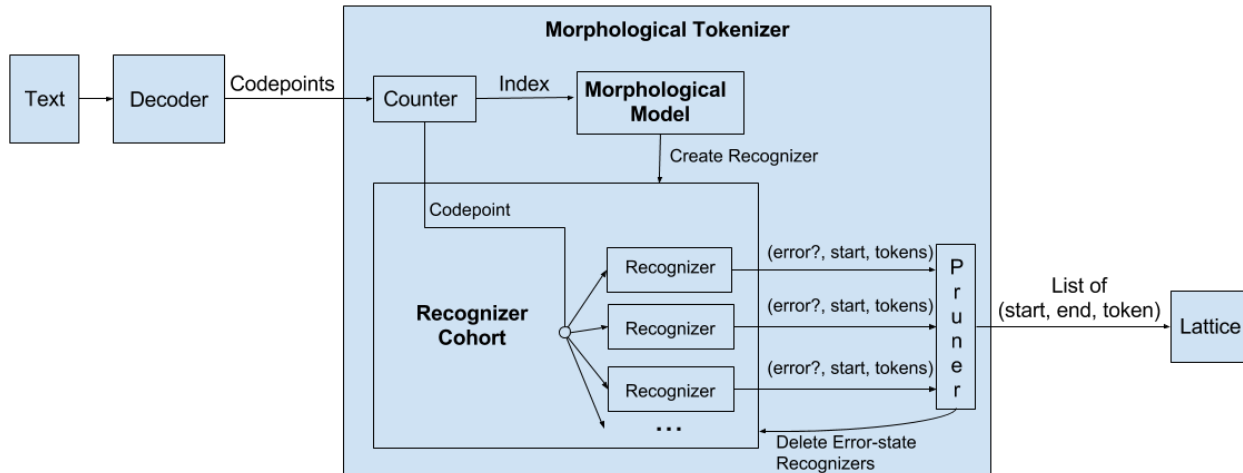 Morphological Tokenizer
Text
Decoder
Codepoints
Counter
Index
Morphological
Model
Create Recognizer
Codepoint
Recognizer
Cohort
Recognizer
Recognizer
Recognizer
...
(error?, start, tokens)
(error?, start, tokens)
(error?, start, tokens)
P
r
u
n
e
r
Delete Error-state
Recognizers
List of
(start, end, token)
Lattice